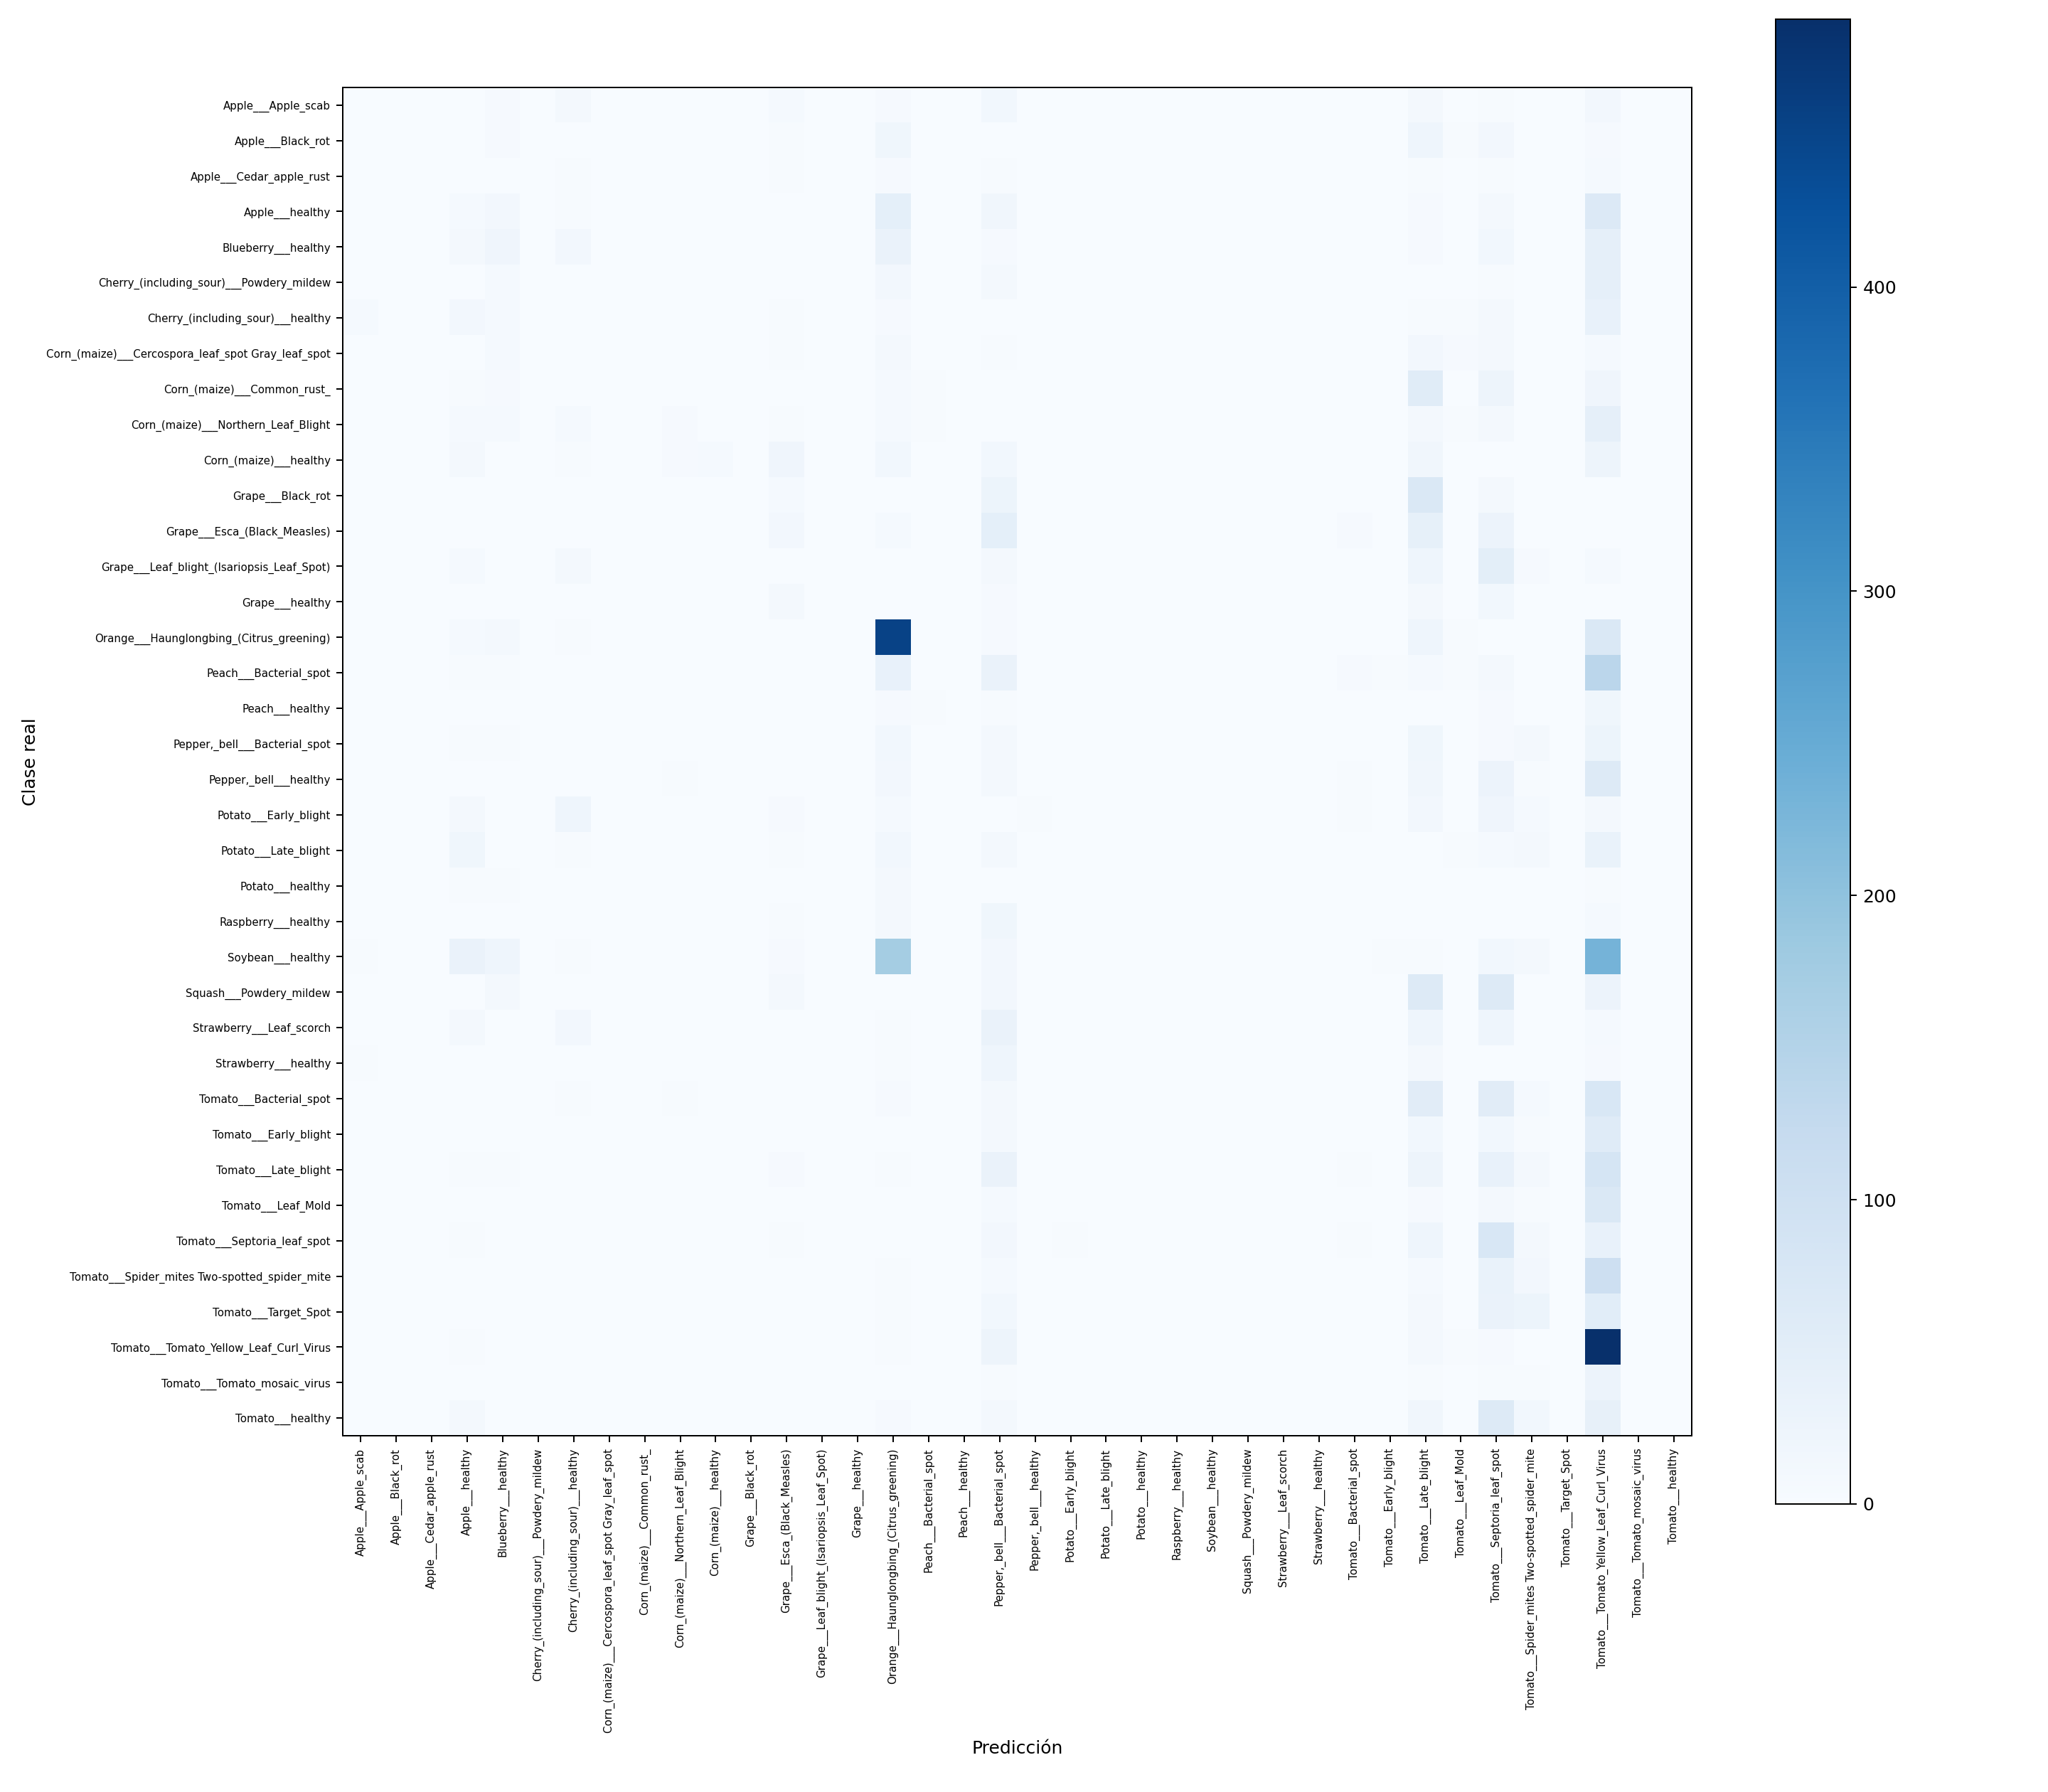 Clase real
Apple___Apple_scab
Apple___Black_rot
Apple___Cedar_apple_rust
Apple___healthy
Blueberry___healthy
Cherry_(including_sour)___Powdery_mildew
Cherry_(including_sour)___healthy
Corn_(maize)___Cercospora_leaf_spot Gray_leaf_spot
Corn_(maize)___Common_rust_
Corn_(maize)___Northern_Leaf_Blight
Corn_(maize)___healthy
Grape___Black_rot
Grape___Esca_(Black_Measles)
Grape___Leaf_blight_(Isariopsis_Leaf_Spot)
Grape___healthy
Orange___Haunglongbing_(Citrus_greening)
Peach___Bacterial_spot
Peach___healthy
Pepper,_bell___Bacterial_spot
Pepper,_bell___healthy
Potato___Early_blight
Potato___Late_blight
Potato___healthy
Raspberry___healthy
Soybean___healthy
Squash___Powdery_mildew
Strawberry___Leaf_scorch
Strawberry___healthy
Tomato___Bacterial_spot
Tomato___Early_blight
Tomato___Late_blight
Tomato___Leaf_Mold
Tomato___Septoria_leaf_spot
Tomato___Spider_mites Two-spotted_spider_mite
Tomato___Target_Spot
Tomato___Tomato_Yellow_Leaf_Curl_Virus
Tomato___Tomato_mosaic_virus
Tomato___healthy
Apple___Apple_scab
Apple___Black_rot
Apple___Cedar_apple_rust
Apple___healthy
Blueberry___healthy
Cherry_(including_sour)___Powdery_mildew
Cherry_(including_sour)___healthy
Corn_(maize)___Cercospora_leaf_spot Gray_leaf_spot
Corn_(maize)___Common_rust_
Corn_(maize)___Northern_Leaf_Blight
Corn_(maize)___healthy
Grape___Black_rot
Grape___Esca_(Black_Measles)
Grape___Leaf_blight_(Isariopsis_Leaf_Spot)
Grape___healthy
Orange___Haunglongbing_(Citrus_greening)
Peach___Bacterial_spot
Peach___healthy
Pepper,_bell___Bacterial_spot
Pepper,_bell___healthy
Potato___Early_blight
Potato___Late_blight
Potato___healthy
Raspberry___healthy
Soybean___healthy
Squash___Powdery_mildew
Strawberry___Leaf_scorch
Strawberry___healthy
Tomato___Bacterial_spot
Tomato___Early_blight
Tomato___Late_blight
Tomato___Leaf_Mold
Tomato___Septoria_leaf_spot
Tomato___Spider_mites Two-spotted_spider_mite
Tomato___Target_Spot
Tomato___Tomato_Yellow_Leaf_Curl_Virus
Tomato___Tomato_mosaic_virus
Tomato___healthy
Predicción
400
300
200
100
0